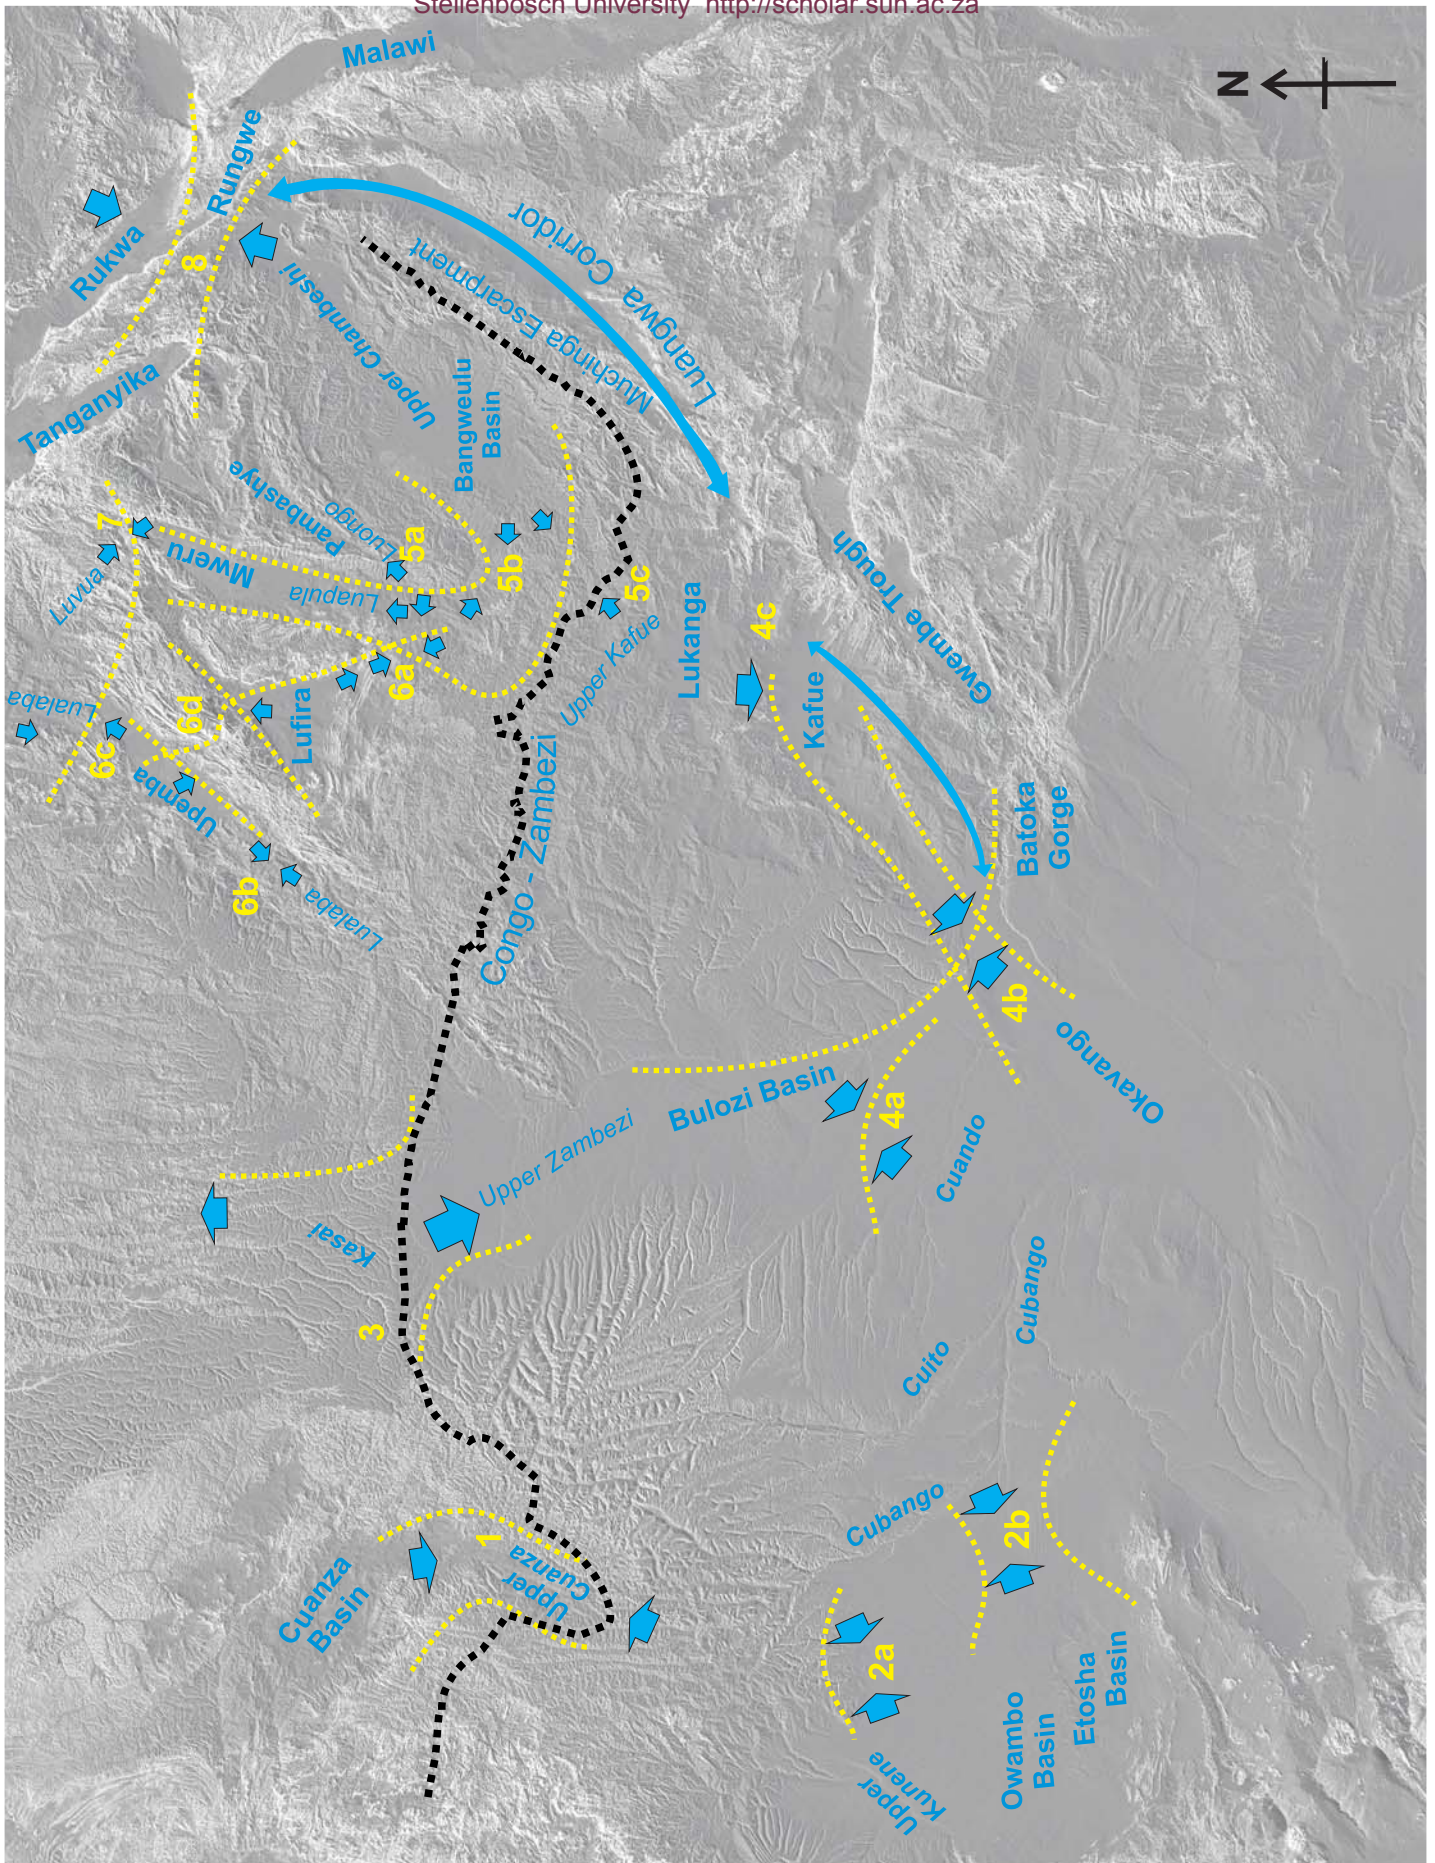 Stellenbosch University http://scholar.sun.ac.za
Malawi
N
Rungwe
Rukwa
8
Tanganyika
Luangwa Corridor
Muchinga Escarpment
Upper Chambeshi
Bangweulu
Basin
Pambashye
Luongo
7
Mweru
Luvua
Luapula
5a
5b
5c
Upper Kafue
Lukanga
4c
Kafue
Gwembe Trough
Batoka
Gorge
6a
Lufira
6d
Lualaba
6c
Upemba
6b
Lualaba
Congo - Zambezi
4b
Okavango
Bulozi Basin
4a
Cuando
Upper Zambezi
Kasai
3
Cubango
Cuito
Cubango
1
Upper
Cuanza
Cuanza
Basin
2b
2a
Upper
Kunene
Owambo
Basin
Etosha
Basin